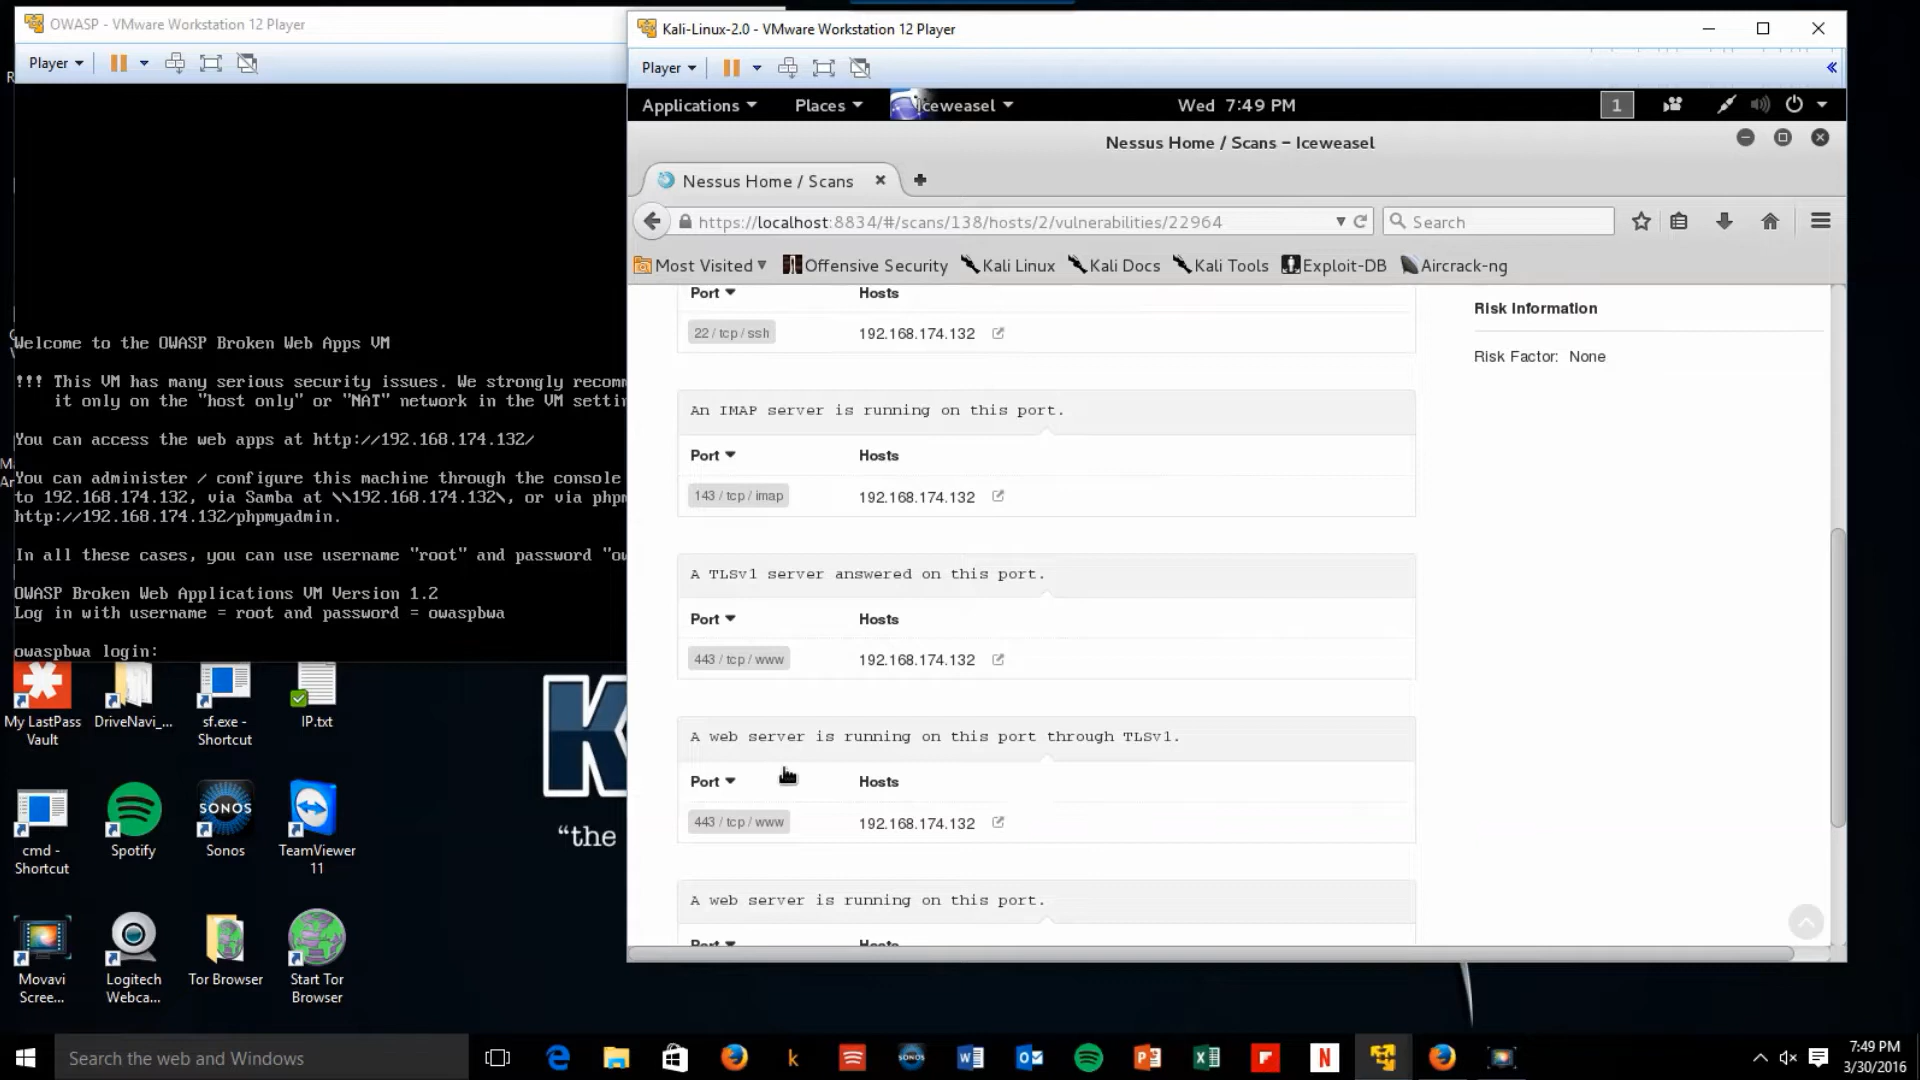 OWASP - VMware Workstation 12 Player
Player
Welcome to the OWASP Broken Web Apps VM
!!! This VM has many serious security issues. We strongly recom
it only on the "host only" or "NAT" network in the VM setti
You can access the web apps at http://192.168.174.132/
You can administer / configure this machine through the console
to 192.168.174.132, via Samba at \\192.168.174.132\, or via php
http://192.168.174.132/phpmyadmin.
In all these cases, you can use username "root" and password "ow
OWASP Broken Web Applications VM Version 1.2
Log in with username = root and password = owaspbwa
owaspbwa login:
Kali-Linux-2.0 - VMware Workstation 12 Player
Player
Applications
Places
Iceweasel
Wed 7:49 PM
1
Nessus Home / Scans - Iceweasel
Nessus Home / Scans
https://localhost:8834/#/scans/138/hosts/2/vulnerabilities/22964
Search
Most Visited
Offensive Security
Kali Linux
Kali Docs
Kali Tools
Exploit-DB
Aircrack-ng
Port
Hosts
22 / tcp / ssh
192.168.174.132
An IMAP server is running on this port.
Port
Hosts
143 / tcp / imap
192.168.174.132
A TLSv1 server answered on this port.
Port
Hosts
443 / tcp / www
192.168.174.132
A web server is running on this port through TLSv1.
Port
Hosts
443 / tcp / www
192.168.174.132
A web server is running on this port.
Port
Hosts
Risk Information
Risk Factor: None
My LastPass
Vault
DriveNavi_...
sf.exe -
Shortcut
IP.txt
cmd -
Shortcut
Spotify
SONOS
Sonos
TeamViewer
11
Movavi
Scree...
Logitech
Webca...
Tor Browser
Start Tor
Browser
K
"the
Search the web and Windows
7:49 PM
3/30/2016